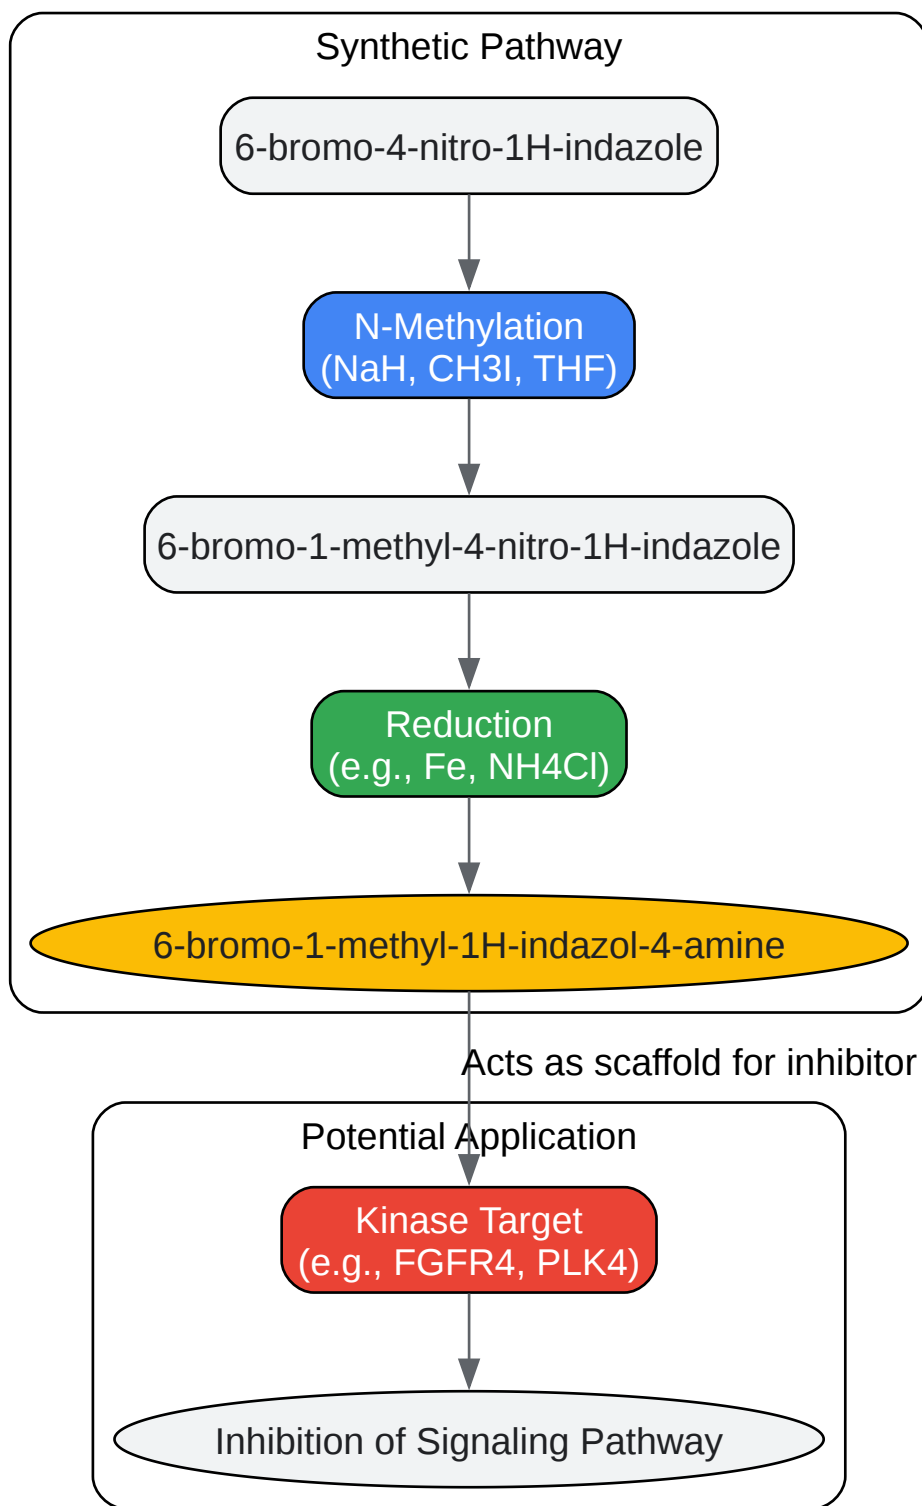 Synthetic Pathway
6-bromo-4-nitro-1H-indazole
N-Methylation
(NaH, CH3I, THF)
6-bromo-1-methyl-4-nitro-1H-indazole
Reduction
(e.g., Fe, NH4Cl)
6-bromo-1-methyl-1H-indazol-4-amine
Acts as scaffold for inhibitor
Potential Application
Kinase Target
(e.g., FGFR4, PLK4)
Inhibition of Signaling Pathway